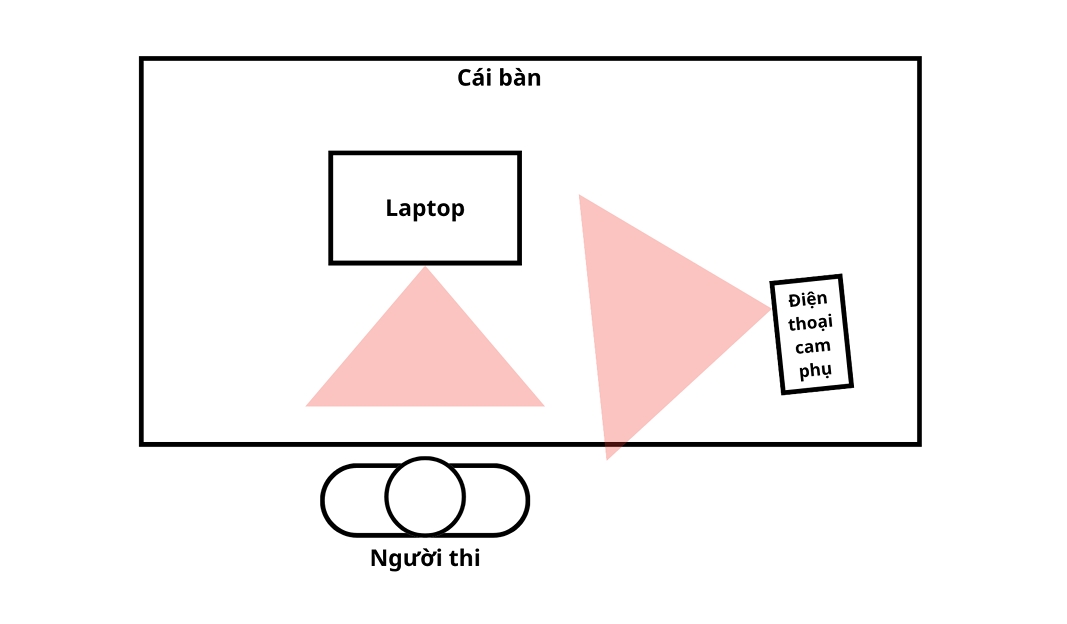 Cái bàn
Laptop
Điện
thoại
cam
phụ
Người thi